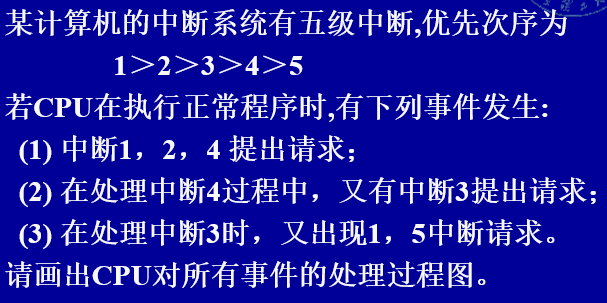 某计算机的中断系统有五级中断,优先次序为
1＞2＞3＞4＞5
若CPU在执行正常程序时,有下列事件发生:
(1) 中断1，2，4 提出请求；
(2) 在处理中断4过程中，又有中断3提出请求；
(3) 在处理中断3时，又出现1，5中断请求。
请画出CPU对所有事件的处理过程图。